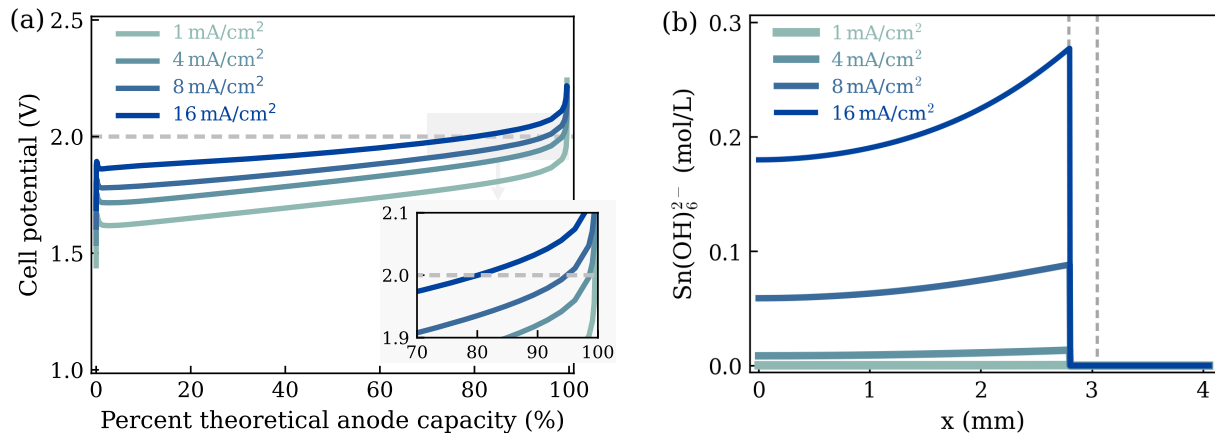 (a)
2.5
2.0
1.5
1.0
Cell potential (V)
1 mA/cm²
4 mA/cm²
8 mA/cm²
16 mA/cm²
2.1
2.0
1.9
70 80 90 100
0 20 40 60 80 100
Percent theoretical anode capacity (%)
(b)
0.3
0.2
0.1
0.0
Sn(OH)₆²⁻ (mol/L)
1 mA/cm²
4 mA/cm²
8 mA/cm²
16 mA/cm²
0 1 2 3 4
x (mm)